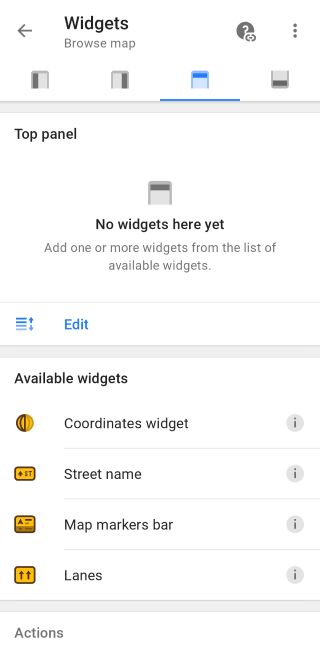 Widgets
Browse map
Top panel
No widgets here yet
Add one or more widgets from the list of
available widgets.
Edit
Available widgets
Coordinates widget
Street name
Map markers bar
Lanes
Actions